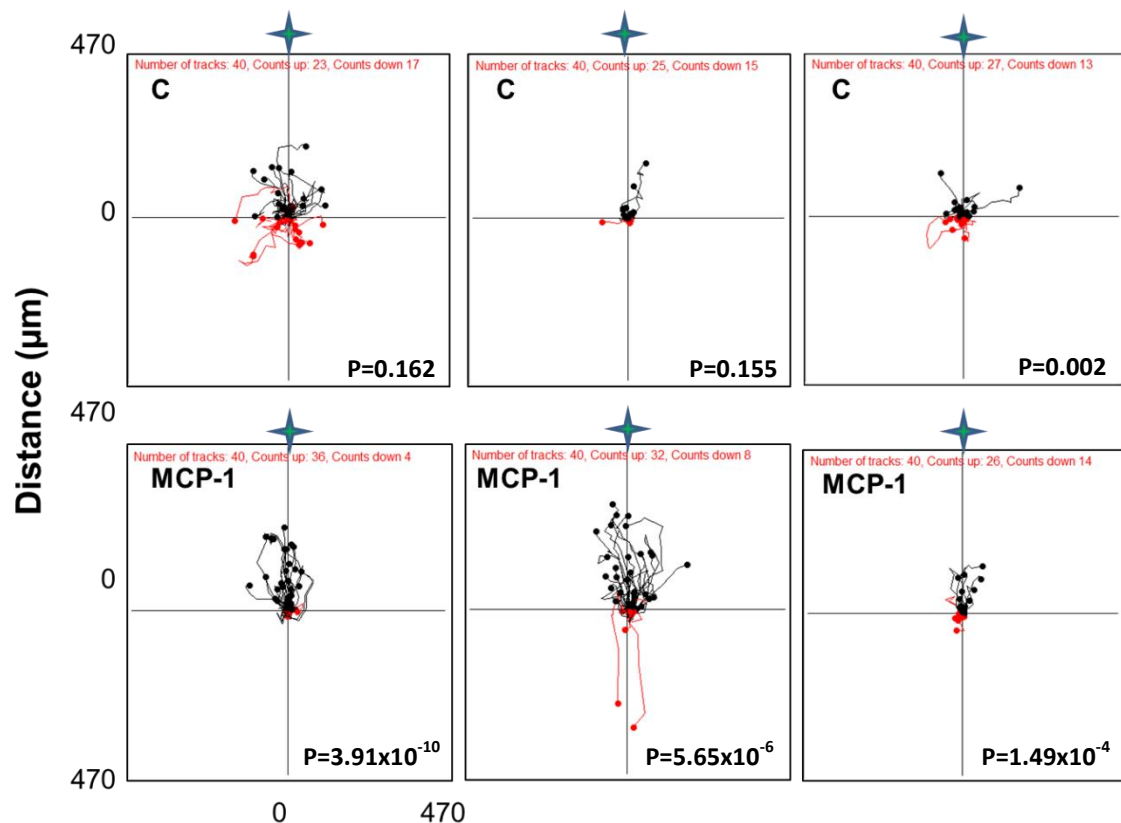 470
Number of tracks: 40, Counts up: 23, Counts down 17
C
P=0.162
Number of tracks: 40, Counts up: 25, Counts down 15
C
P=0.155
Number of tracks: 40, Counts up: 27, Counts down 13
C
P=0.002
0
Distance (µm)
470
Number of tracks: 40, Counts up: 36, Counts down 4
MCP-1
P=3.91x10⁻¹⁰
Number of tracks: 40, Counts up: 32, Counts down 8
MCP-1
P=5.65x10⁻⁶
Number of tracks: 40, Counts up: 26, Counts down 14
MCP-1
P=1.49x10⁻⁴
0
470
0
470